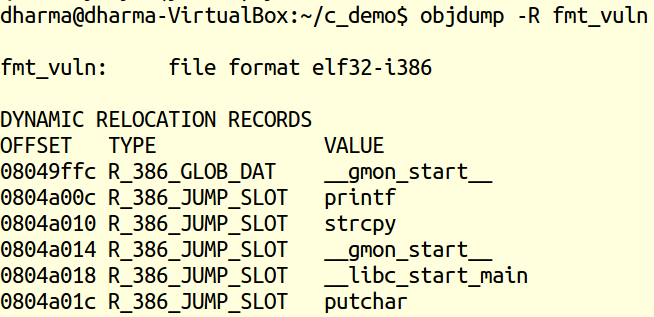 dharma@dharma-VirtualBox:~/c_demo$ objdump -R fmt_vuln
fmt_vuln:     file format elf32-i386
DYNAMIC RELOCATION RECORDS
OFFSET   TYPE              VALUE
08049ffc R_386_GLOB_DAT    __gmon_start__
0804a00c R_386_JUMP_SLOT   printf
0804a010 R_386_JUMP_SLOT   strcpy
0804a014 R_386_JUMP_SLOT   __gmon_start__
0804a018 R_386_JUMP_SLOT   __libc_start_main
0804a01c R_386_JUMP_SLOT   putchar